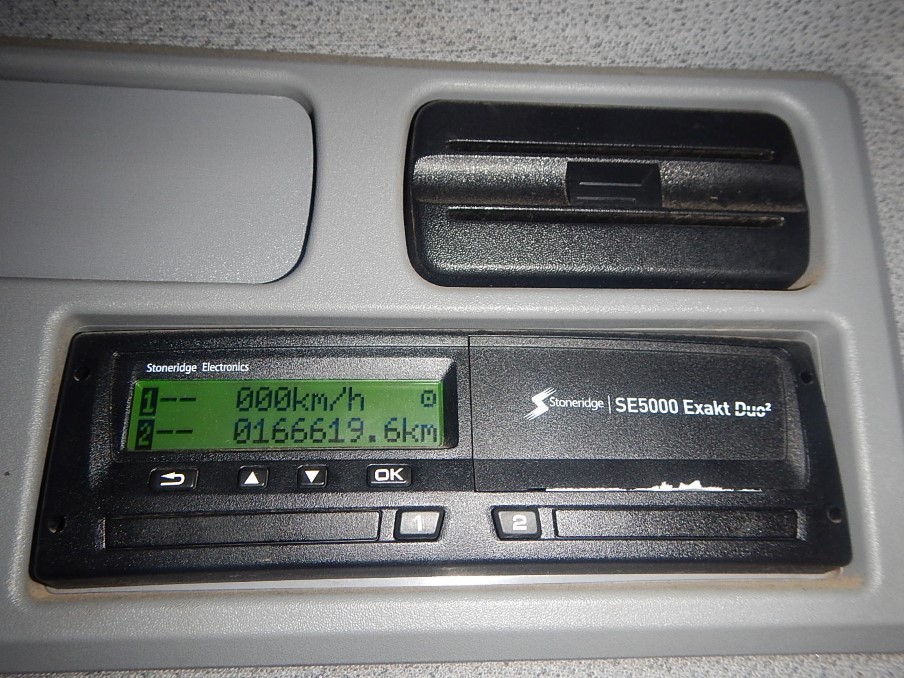 Stoneridge Electronics
1-- 000km/h
2-- 0166619.6km
Stoneridge | SE5000 Exakt Duo²
OK
1 2